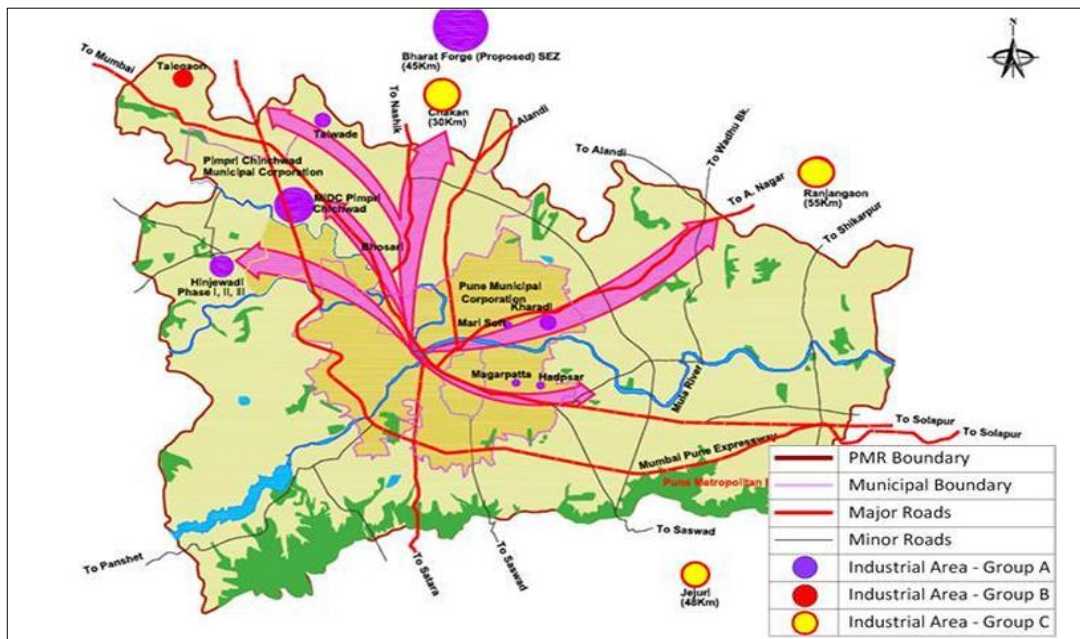 N
Bharat Forge (Proposed) SEZ
(45Km)
To Mumbai
Talegaon
To Nashik
Chakan
(30Km)
Alandi
Talwade
To Wadhu Bk.
To Alandi
Pimpri Chinchwad
Municipal Corporation
Ranjangaon
(55Km)
MIDC Pimpri
Chichwad
To A. Nagar
To Shikarpur
Bhosari
Hinjewadi
Phase I, II, III
Pune Municipal
Corporation
Kharadi
Mari Soft
Magarpatta
Hadpsar
Mula River
To Solapur
To Solapur
Mumbai Pune Expressway
Pune Metropolitan
To Saswad
To Panshet
To Satara
To Saswad
Jejuri
(48Km)
PMR Boundary
Municipal Boundary
Major Roads
Minor Roads
Industrial Area - Group A
Industrial Area - Group B
Industrial Area - Group C